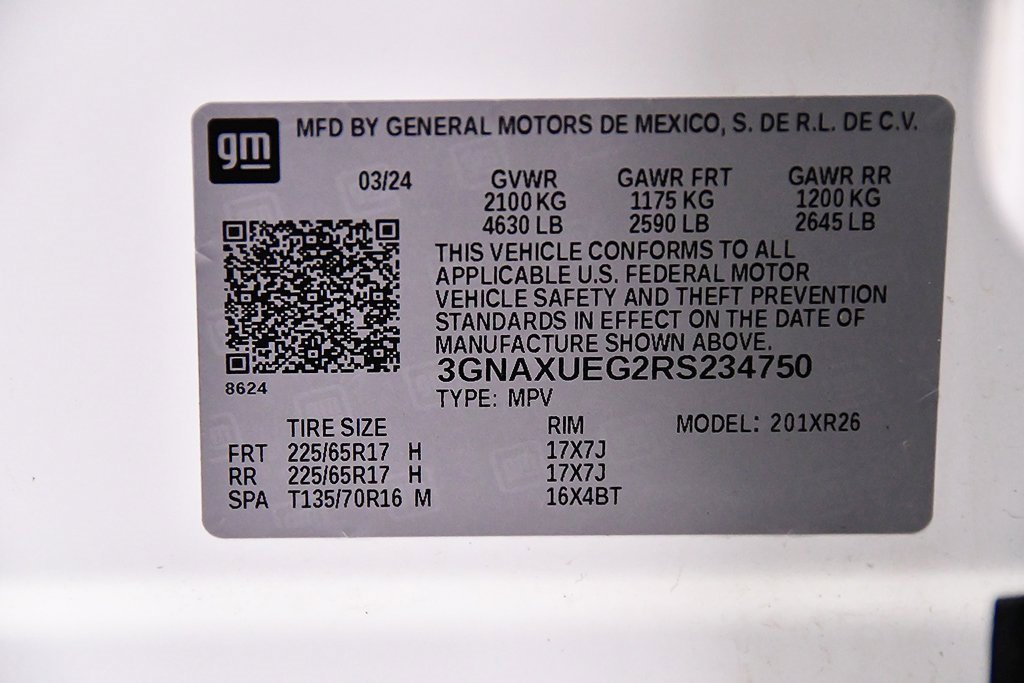 gm
MFD BY GENERAL MOTORS DE MEXICO, S. DE R.L. DE C.V.
03/24 GVWR GAWR FRT GAWR RR
2100 KG 1175 KG 1200 KG
4630 LB 2590 LB 2645 LB
THIS VEHICLE CONFORMS TO ALL
APPLICABLE U.S. FEDERAL MOTOR
VEHICLE SAFETY AND THEFT PREVENTION
STANDARDS IN EFFECT ON THE DATE OF
MANUFACTURE SHOWN ABOVE.
3GNAXUEG2RS234750
8624
TYPE: MPV
TIRE SIZE RIM MODEL: 201XR26
FRT 225/65R17 H 17X7J
RR 225/65R17 H 17X7J
SPA T135/70R16 M 16X4BT